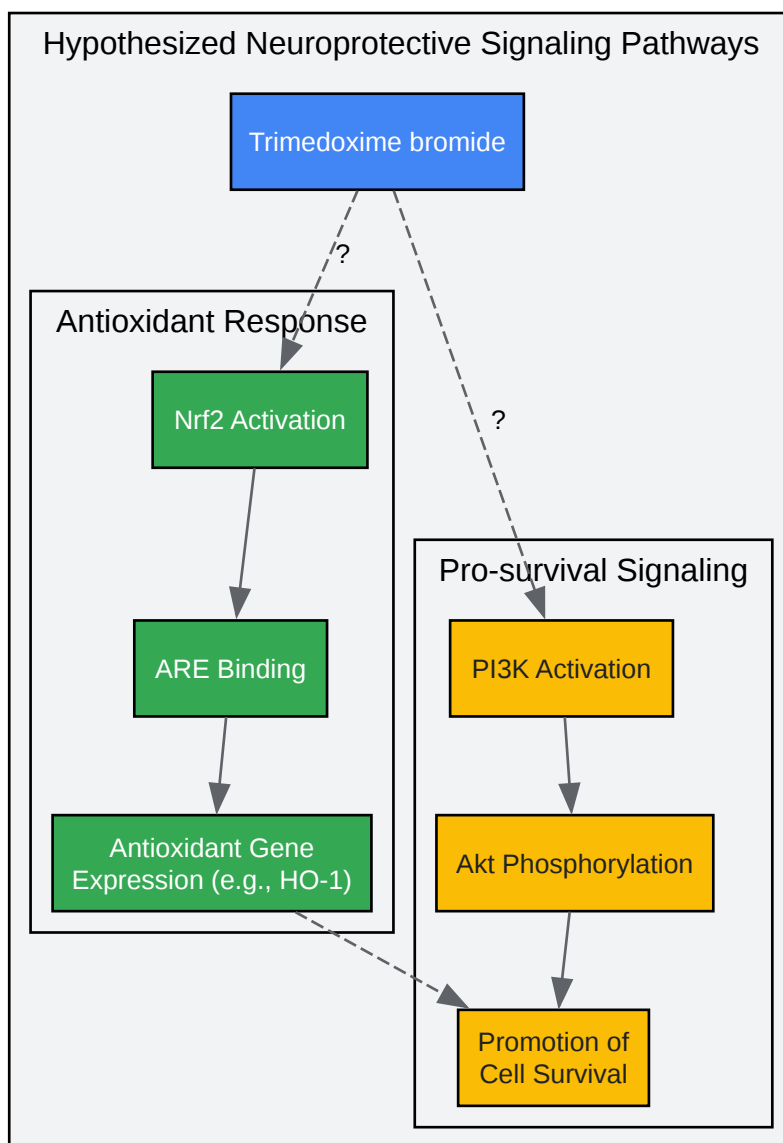 Hypothesized Neuroprotective Signaling Pathways
Trimedoxime bromide
?
Antioxidant Response
Nrf2 Activation
?
Pro-survival Signaling
ARE Binding
PI3K Activation
Antioxidant Gene
Expression (e.g., HO-1)
Akt Phosphorylation
Promotion of
Cell Survival